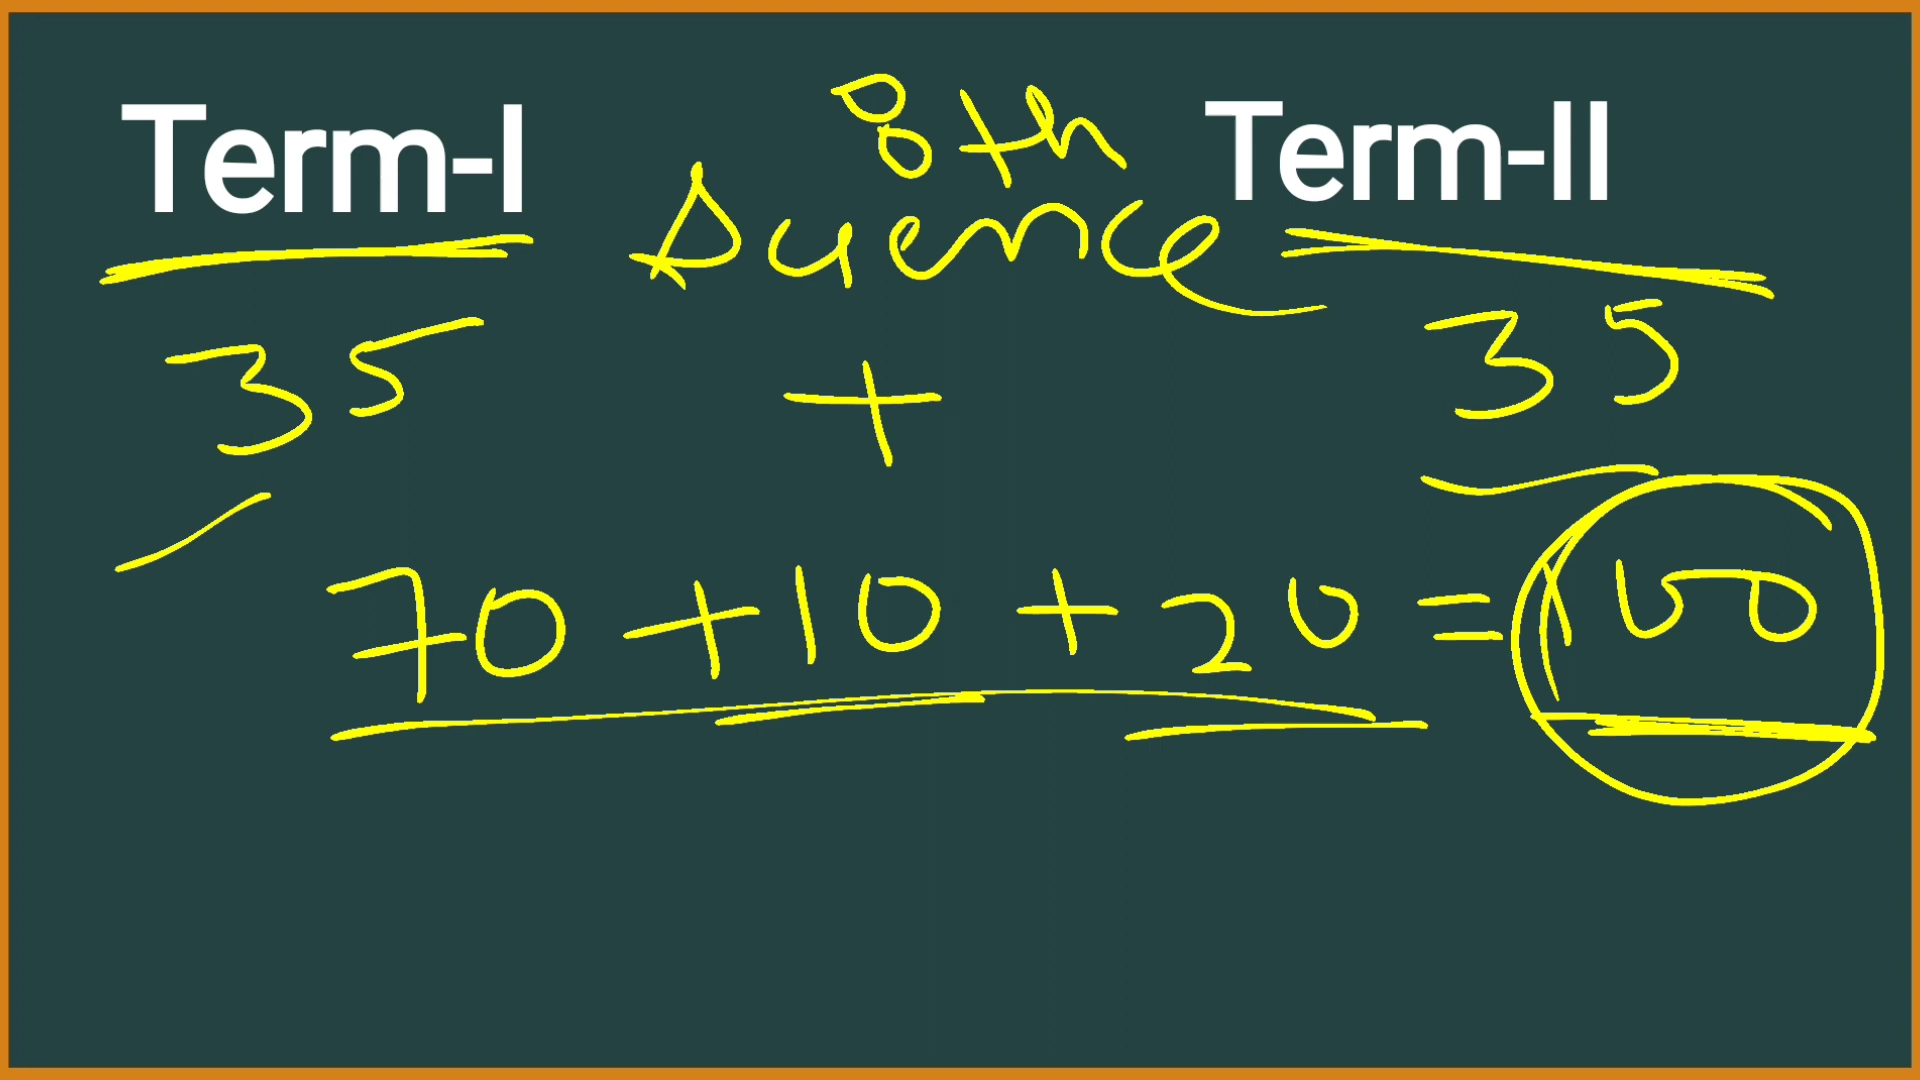 Term-I 8th Term-II
Science
35 + 35
70 + 10 + 20 = 100